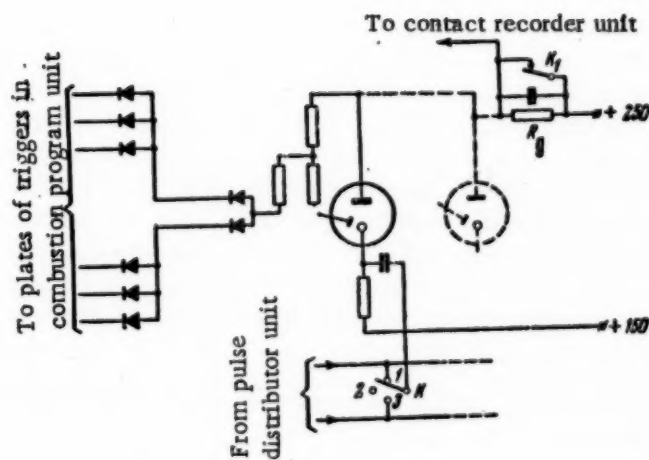 To contact recorder unit
K1
Rg
+250
To plates of triggers in
combustion program unit
+150
From pulse
distributor unit
1
2
3
K